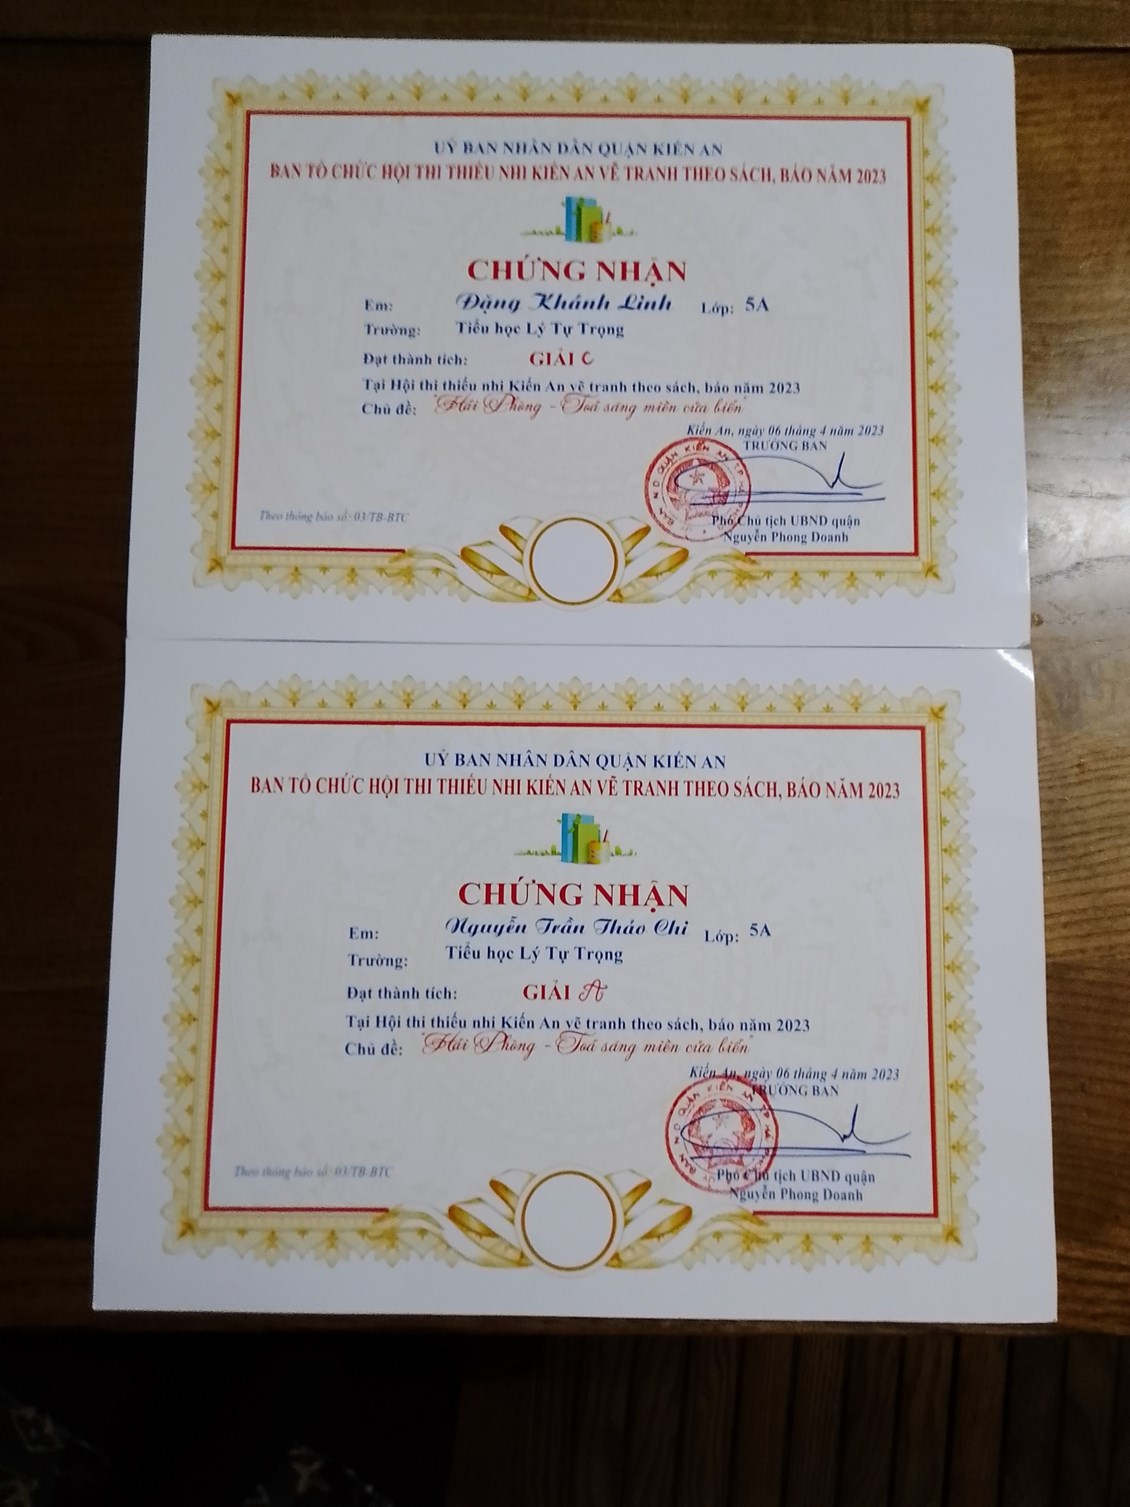 UỶ BAN NHÂN DÂN QUẬN KIẾN AN
BAN TỔ CHỨC HỘI THI THIẾU NHI KIẾN AN VẼ TRANH THEO SÁCH, BÁO NĂM 2023
CHỨNG NHẬN
Em: Đặng Khánh Linh Lớp: 5A
Trường: Tiểu học Lý Tự Trọng
Đạt thành tích: GIẢI C
Tại Hội thi thiếu nhi Kiến An vẽ tranh theo sách, báo năm 2023
Chủ đề: "Hải Phòng - Toả sáng miền cửa biển"
Kiến An, ngày 06 tháng 4 năm 2023
TRƯỞNG BAN
Theo thông báo số: 03/TB-BTC
Phó Chủ tịch UBND quận
Nguyễn Phong Doanh
UỶ BAN NHÂN DÂN QUẬN KIẾN AN
BAN TỔ CHỨC HỘI THI THIẾU NHI KIẾN AN VẼ TRANH THEO SÁCH, BÁO NĂM 2023
CHỨNG NHẬN
Em: Nguyễn Trần Thảo Chi Lớp: 5A
Trường: Tiểu học Lý Tự Trọng
Đạt thành tích: GIẢI A
Tại Hội thi thiếu nhi Kiến An vẽ tranh theo sách, báo năm 2023
Chủ đề: "Hải Phòng - Toả sáng miền cửa biển"
Kiến An, ngày 06 tháng 4 năm 2023
TRƯỞNG BAN
Theo thông báo số: 03/TB-BTC
Phó Chủ tịch UBND quận
Nguyễn Phong Doanh